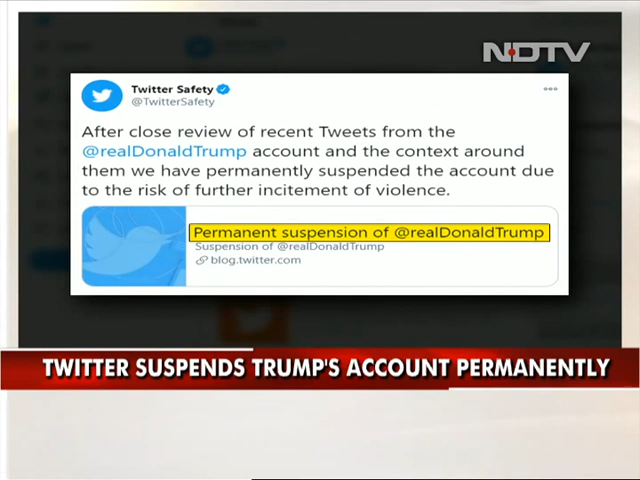 NDTV
Twitter Safety
@TwitterSafety
After close review of recent Tweets from the
@realDonaldTrump account and the context around
them we have permanently suspended the account due
to the risk of further incitement of violence.
Permanent suspension of @realDonaldTrump
Suspension of @realDonaldTrump
blog.twitter.com
TWITTER SUSPENDS TRUMP'S ACCOUNT PERMANENTLY